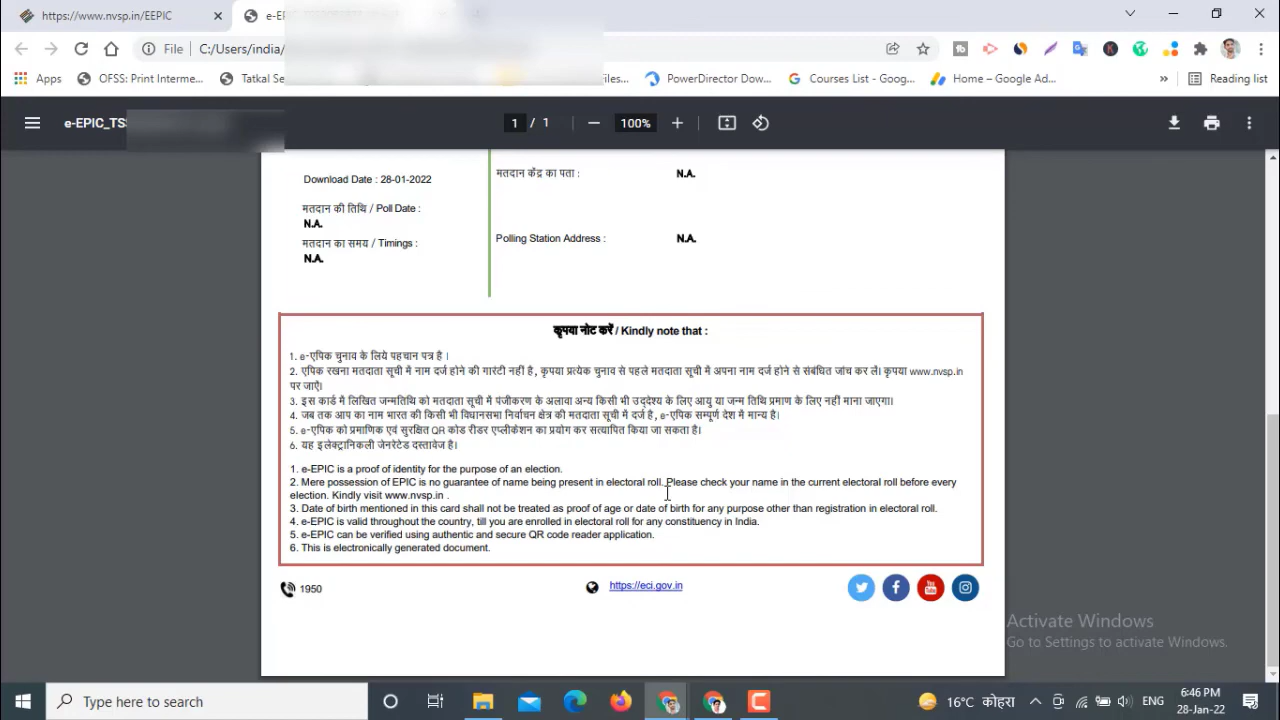 https://www.nvsp.in/EEPIC
e-E
File
C:/Users/india/
Apps
OFSS: Print Interme...
Tatkal Se
Files...
PowerDirector Dow...
Courses List - Goog...
Home – Google Ad...
»
Reading list
e-EPIC_TS
1 / 1
100%
Download Date : 28-01-2022
मतदान की तिथि / Poll Date :
N.A.
मतदान का समय / Timings :
N.A.
मतदान केंद्र का पता :
N.A.
Polling Station Address :
N.A.
कृपया नोट करें / Kindly note that :
1. e-एपिक चुनाव के लिये पहचान पत्र है ।
2. एपिक रखना मतदाता सूची में नाम दर्ज होने की गारंटी नहीं है, कृपया प्रत्येक चुनाव से पहले मतदाता सूची में अपना नाम दर्ज होने से संबंधित जांच कर लें। कृपया www.nvsp.in
पर जाएँ।
3. इस कार्ड में लिखित जन्मतिथि को मतदाता सूची में पंजीकरण के अलावा अन्य किसी भी उद्देश्य के लिए आयु या जन्म तिथि प्रमाण के लिए नहीं माना जाएगा।
4. जब तक आप का नाम भारत की किसी भी विधानसभा निर्वाचन क्षेत्र की मतदाता सूची में दर्ज है, e-एपिक सम्पूर्ण देश में मान्य है।
5. e-एपिक को प्रमाणिक एवं सुरक्षित QR कोड रीडर एप्लीकेशन का प्रयोग कर सत्यापित किया जा सकता है।
6. यह इलेक्ट्रानिकली जेनरेटेड दस्तावेज है।
1. e-EPIC is a proof of identity for the purpose of an election.
2. Mere possession of EPIC is no guarantee of name being present in electoral roll. Please check your name in the current electoral roll before every
election. Kindly visit www.nvsp.in .
3. Date of birth mentioned in this card shall not be treated as proof of age or date of birth for any purpose other than registration in electoral roll.
4. e-EPIC is valid throughout the country, till you are enrolled in electoral roll for any constituency in India.
5. e-EPIC can be verified using authentic and secure QR code reader application.
6. This is electronically generated document.
1950
https://eci.gov.in
You Tube
Activate Windows
Go to Settings to activate Windows.
Type here to search
16°C कोहरा
ENG
6:46 PM
28-Jan-22